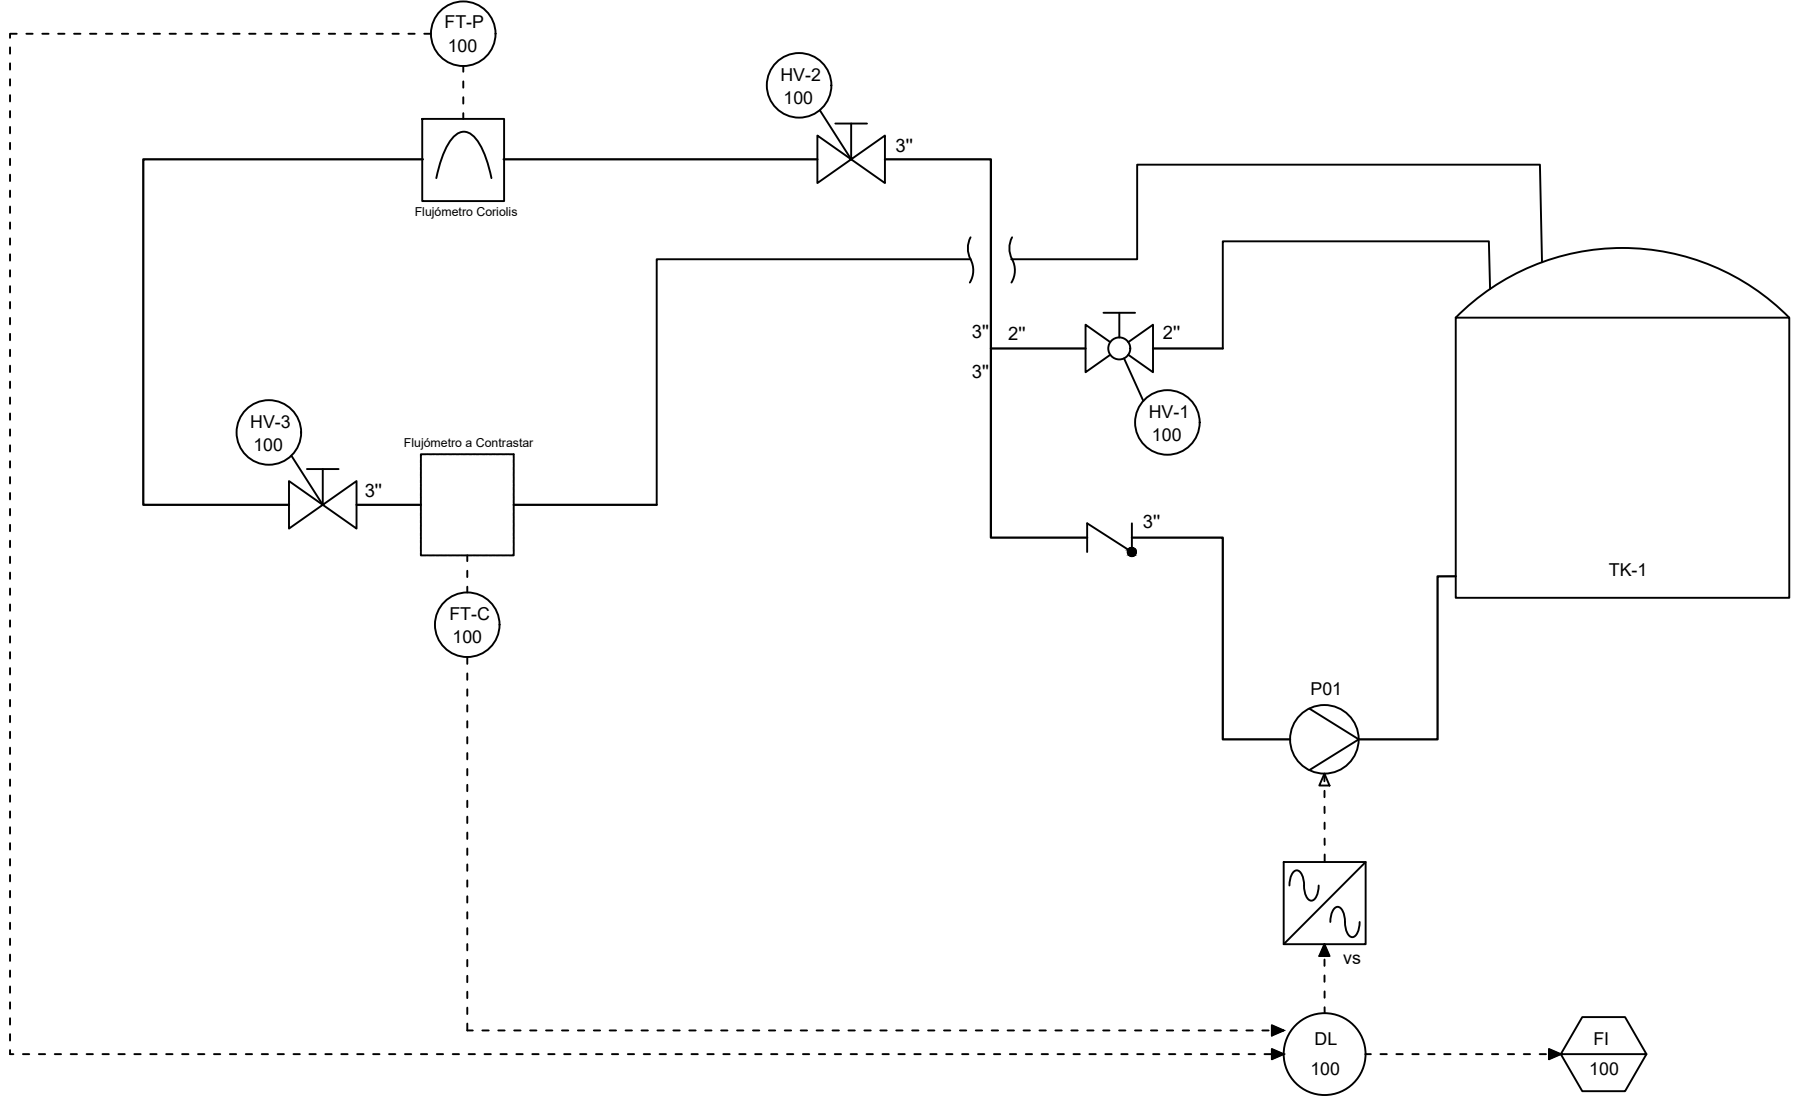 FT-P
100
HV-2
100
3"
Flujómetro Coriolis
3"
2"
2"
3"
HV-1
100
HV-3
100
Flujómetro a Contrastar
3"
3"
TK-1
FT-C
100
P01
vs
DL
100
FI
100